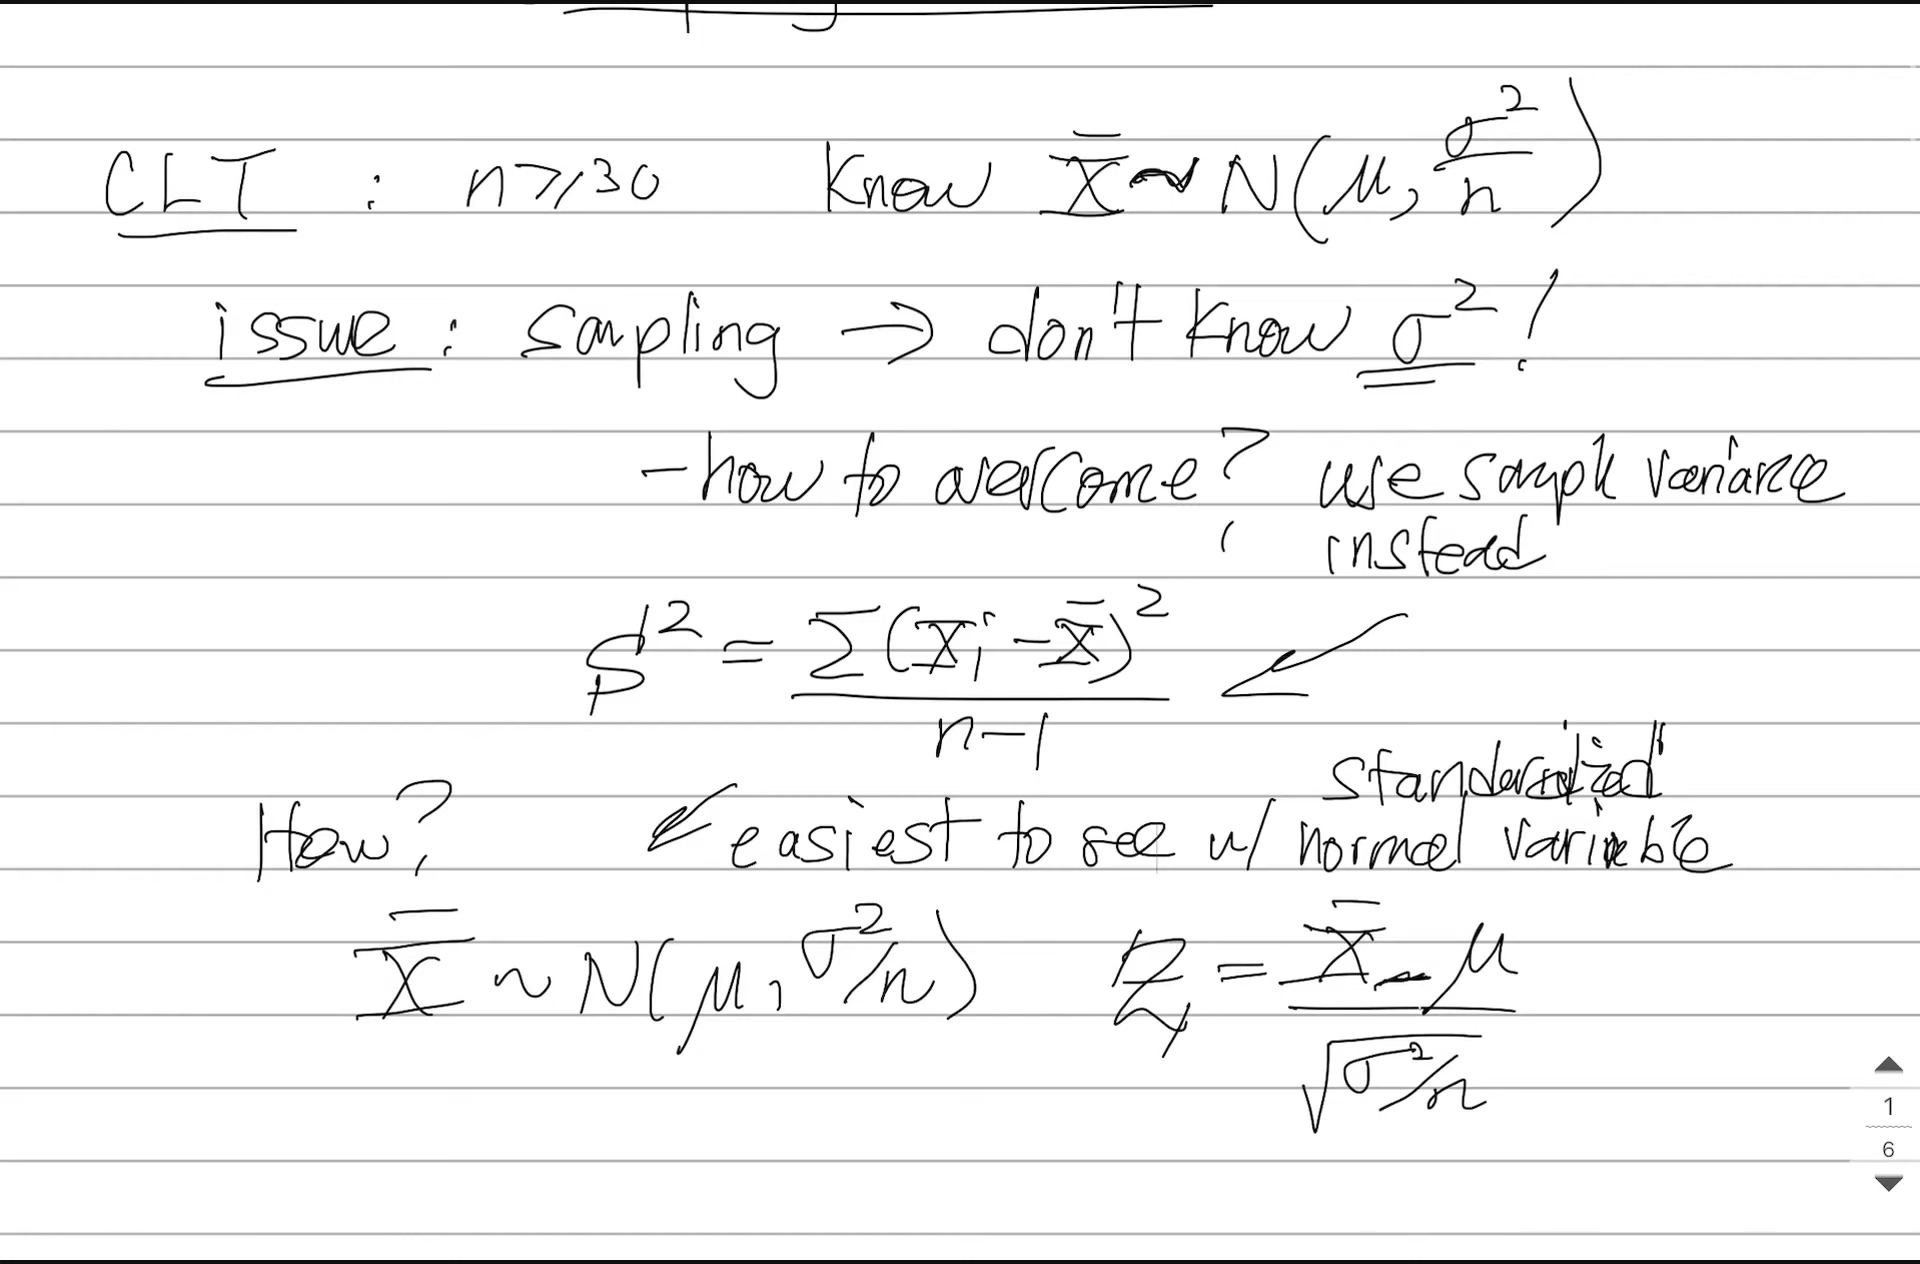 CLT : n ≥ 30 know X̄ ~ N(μ, σ²/n)
issue : sampling → don't know σ² !
- how to overcome? use sample variance
instead
S² = Σ(Xi - X̄)² / n-1
standardized
How? easiest to see w/ normal variable
X̄ ~ N(μ, σ²/n) Z = X̄ - μ / √σ²/n
1
6